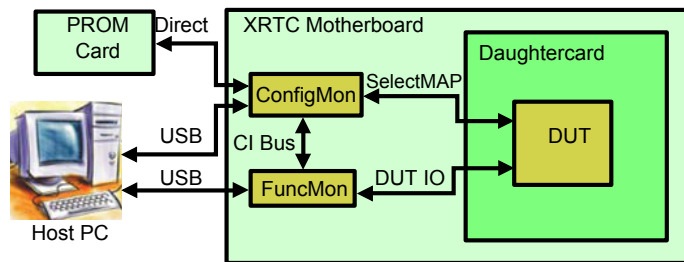 PROM
Card
Direct
XRTC Motherboard
Daughtercard
ConfigMon
SelectMAP
DUT
USB
CI Bus
USB
FuncMon
DUT IO
Host PC